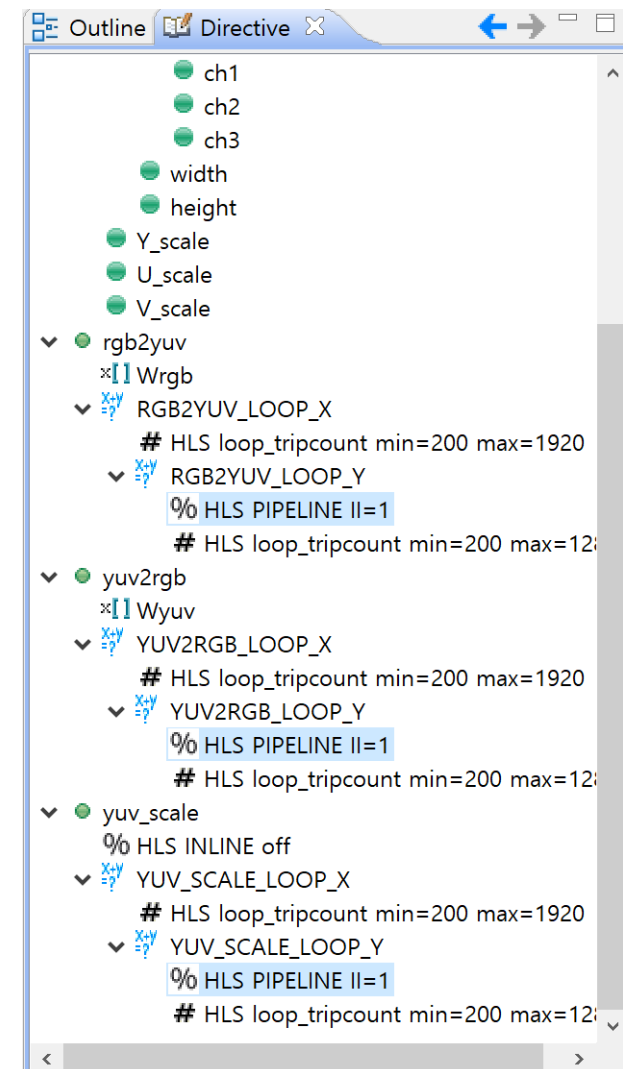 Outline Directive
ch1
ch2
ch3
width
height
Y_scale
U_scale
V_scale
rgb2yuv
x[] Wrgb
X+Y=? RGB2YUV_LOOP_X
# HLS loop_tripcount min=200 max=1920
X+Y=? RGB2YUV_LOOP_Y
% HLS PIPELINE II=1
# HLS loop_tripcount min=200 max=128
yuv2rgb
x[] Wyuv
X+Y=? YUV2RGB_LOOP_X
# HLS loop_tripcount min=200 max=1920
X+Y=? YUV2RGB_LOOP_Y
% HLS PIPELINE II=1
# HLS loop_tripcount min=200 max=128
yuv_scale
% HLS INLINE off
X+Y=? YUV_SCALE_LOOP_X
# HLS loop_tripcount min=200 max=1920
X+Y=? YUV_SCALE_LOOP_Y
% HLS PIPELINE II=1
# HLS loop_tripcount min=200 max=128